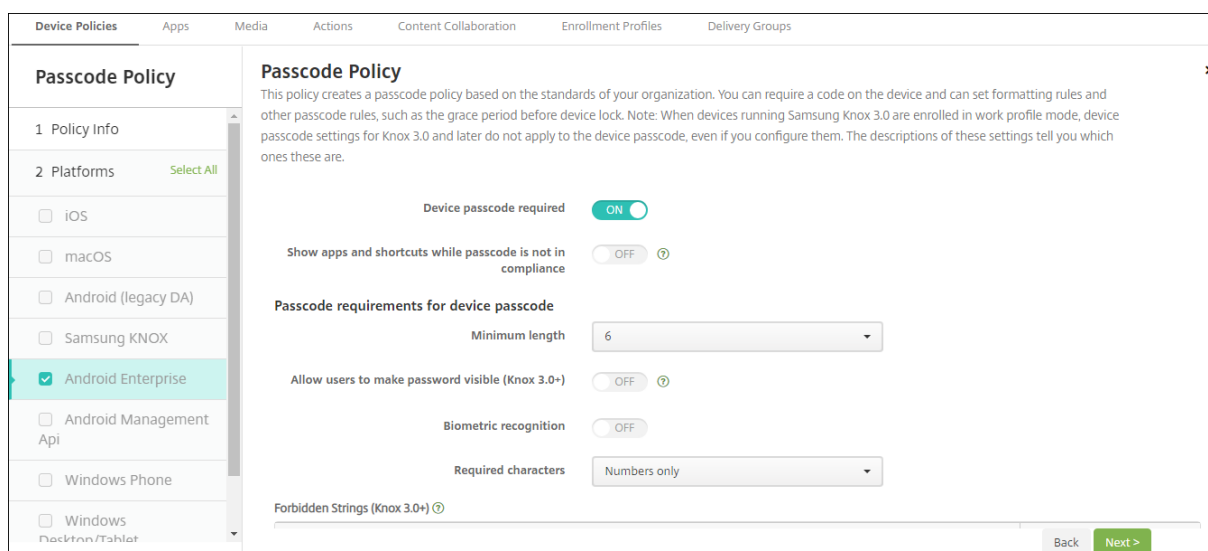 Device Policies Apps Media Actions Content Collaboration Enrollment Profiles Delivery Groups
Passcode Policy
1 Policy Info
2 Platforms Select All
iOS
macOS
Android (legacy DA)
Samsung KNOX
Android Enterprise
Android Management
Api
Windows Phone
Windows
Desktop/Tablet
Passcode Policy
This policy creates a passcode policy based on the standards of your organization. You can require a code on the device and can set formatting rules and
other passcode rules, such as the grace period before device lock. Note: When devices running Samsung Knox 3.0 are enrolled in work profile mode, device
passcode settings for Knox 3.0 and later do not apply to the device passcode, even if you configure them. The descriptions of these settings tell you which
ones these are.
Device passcode required ON
Show apps and shortcuts while passcode is not in
compliance OFF
Passcode requirements for device passcode
Minimum length 6
Allow users to make password visible (Knox 3.0+) OFF
Biometric recognition OFF
Required characters Numbers only
Forbidden Strings (Knox 3.0+)
Back Next >